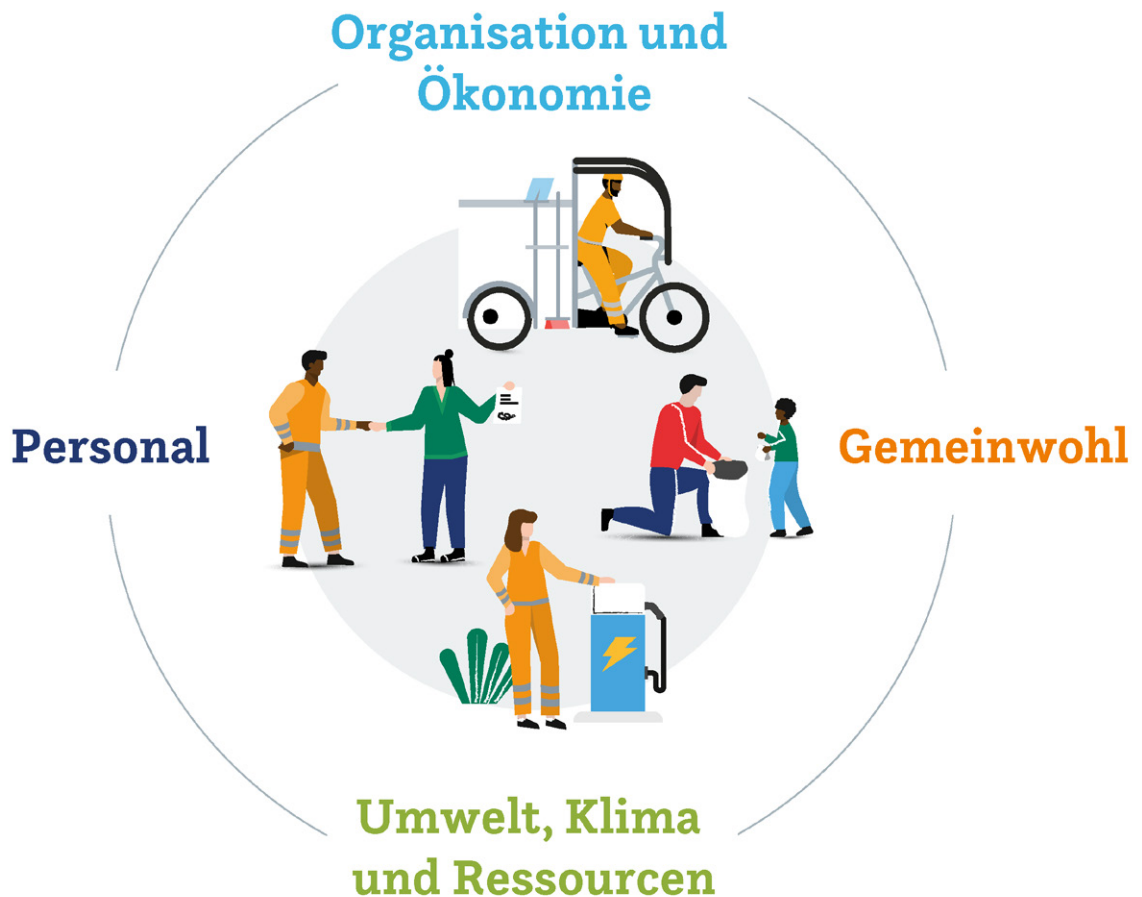 Organisation und
Ökonomie
Personal
Gemeinwohl
Umwelt, Klima
und Ressourcen